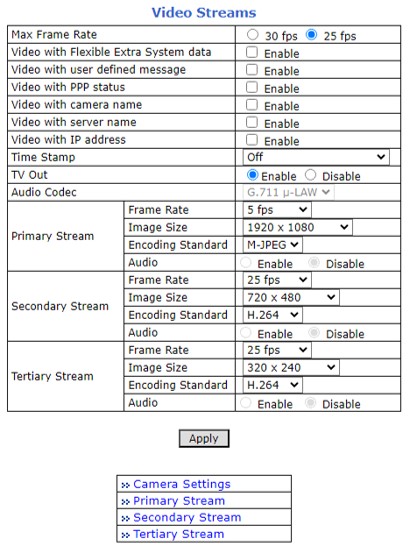 Video Streams
Max Frame Rate 30 fps 25 fps
Video with Flexible Extra System data Enable
Video with user defined message Enable
Video with PPP status Enable
Video with camera name Enable
Video with server name Enable
Video with IP address Enable
Time Stamp Off
TV Out Enable Disable
Audio Codec G.711 µ-LAW
Primary Stream
Frame Rate 5 fps
Image Size 1920 x 1080
Encoding Standard M-JPEG
Audio Enable Disable
Secondary Stream
Frame Rate 25 fps
Image Size 720 x 480
Encoding Standard H.264
Audio Enable Disable
Tertiary Stream
Frame Rate 25 fps
Image Size 320 x 240
Encoding Standard H.264
Audio Enable Disable
Apply
»» Camera Settings
»» Primary Stream
»» Secondary Stream
»» Tertiary Stream